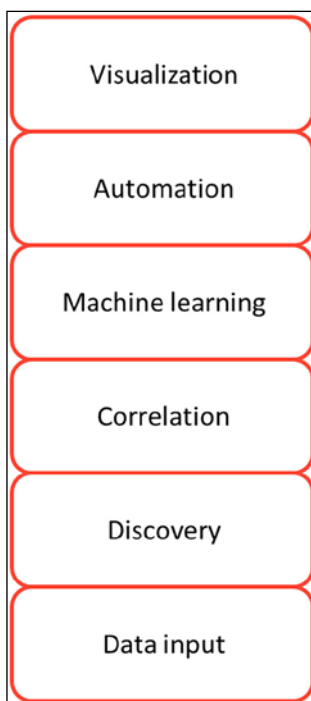 Visualization
Automation
Machine learning
Correlation
Discovery
Data input